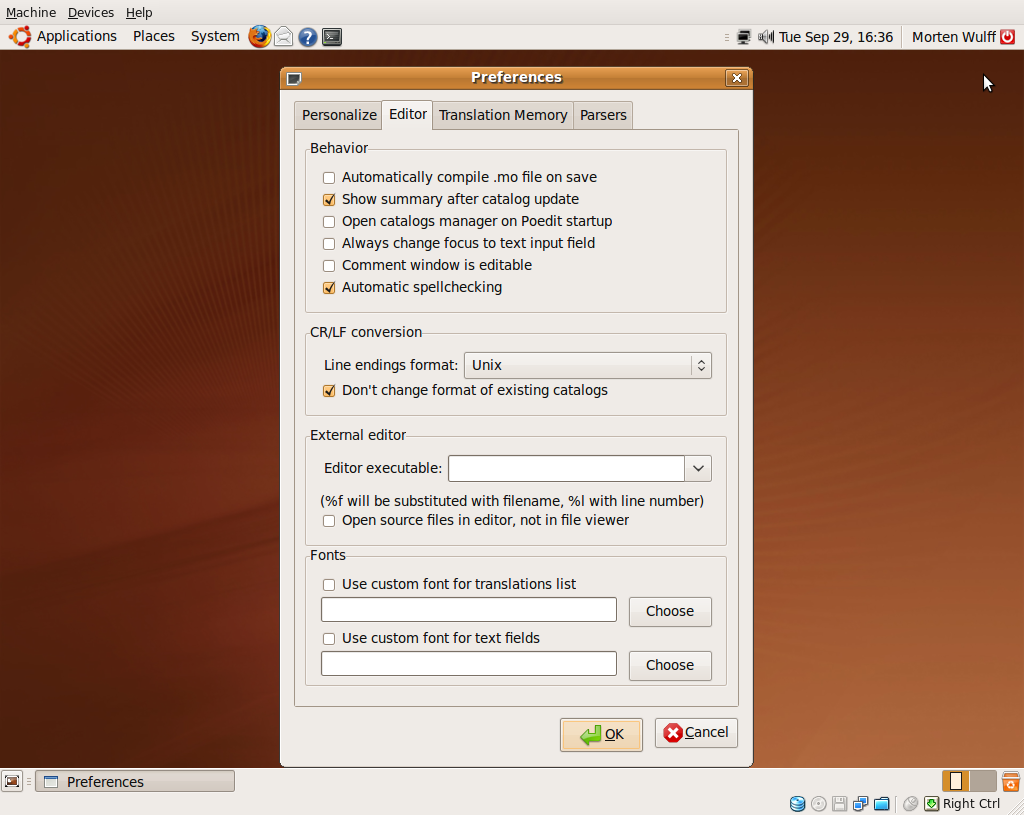 Machine Devices Help
Applications Places System Tue Sep 29, 16:36 Morten Wulff
Preferences
Personalize Editor Translation Memory Parsers
Behavior
Automatically compile .mo file on save
Show summary after catalog update
Open catalogs manager on Poedit startup
Always change focus to text input field
Comment window is editable
Automatic spellchecking
CR/LF conversion
Line endings format: Unix
Don't change format of existing catalogs
External editor
Editor executable:
(%f will be substituted with filename, %l with line number)
Open source files in editor, not in file viewer
Fonts
Use custom font for translations list
Choose
Use custom font for text fields
Choose
OK Cancel
Preferences
Right Ctrl